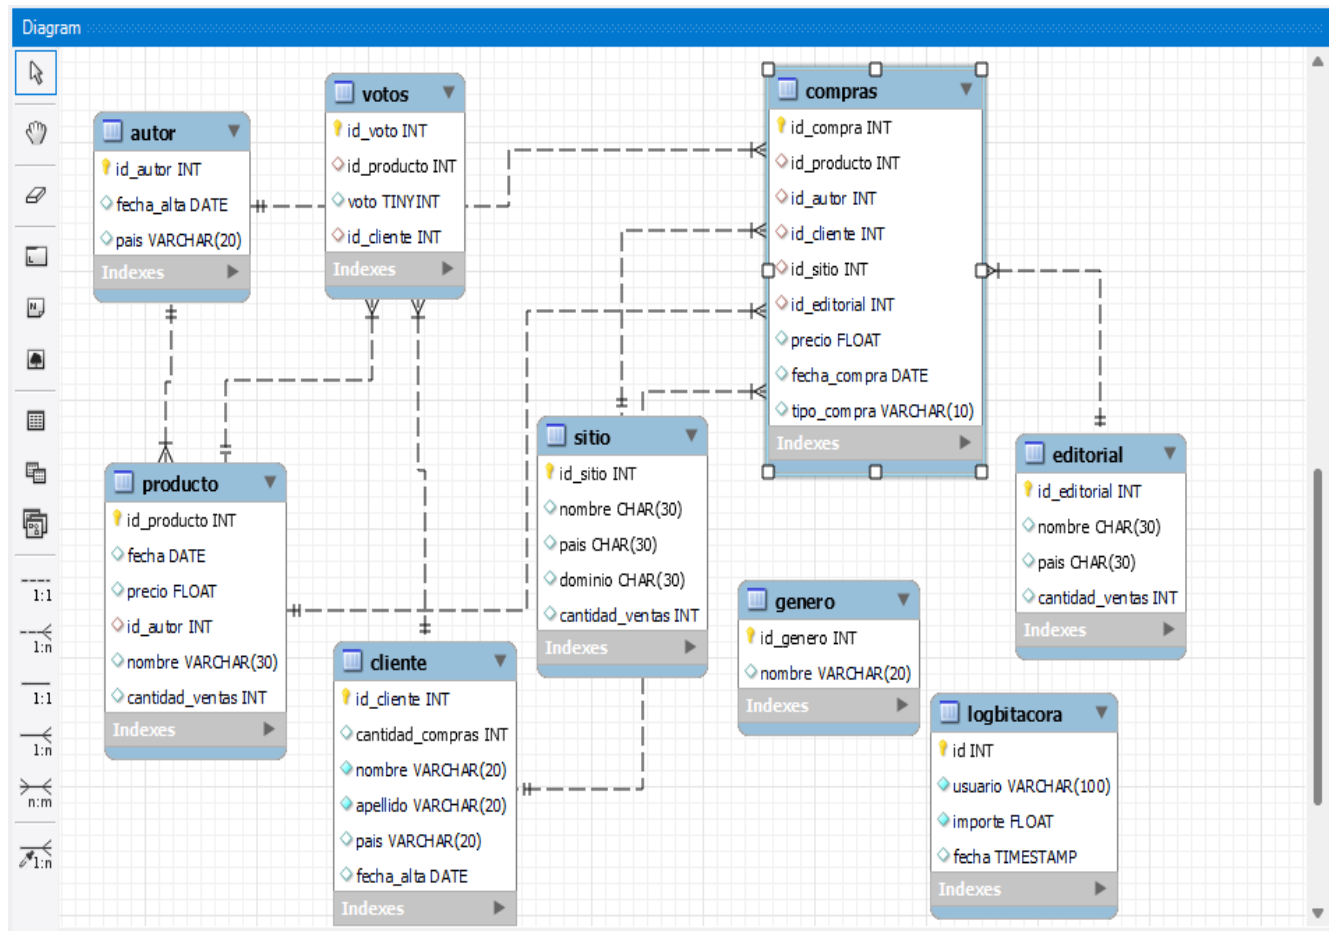 Diagram
1:1
1:n
1:1
1:n
n:m
1:n
autor
id_autor INT
fecha_alta DATE
pais VARCHAR(20)
Indexes
votos
id_voto INT
id_producto INT
voto TINYINT
id_cliente INT
Indexes
compras
id_compra INT
id_producto INT
id_autor INT
id_cliente INT
id_sitio INT
id_editorial INT
precio FLOAT
fecha_compra DATE
tipo_compra VARCHAR(10)
Indexes
producto
id_producto INT
fecha DATE
precio FLOAT
id_autor INT
nombre VARCHAR(30)
cantidad_ventas INT
Indexes
sitio
id_sitio INT
nombre CHAR(30)
pais CHAR(30)
dominio CHAR(30)
cantidad_ventas INT
Indexes
editorial
id_editorial INT
nombre CHAR(30)
pais CHAR(30)
cantidad_ventas INT
Indexes
cliente
id_cliente INT
cantidad_compras INT
nombre VARCHAR(20)
apellido VARCHAR(20)
pais VARCHAR(20)
fecha_alta DATE
Indexes
genero
id_genero INT
nombre VARCHAR(20)
Indexes
logbitacora
id INT
usuario VARCHAR(100)
importe FLOAT
fecha TIMESTAMP
Indexes